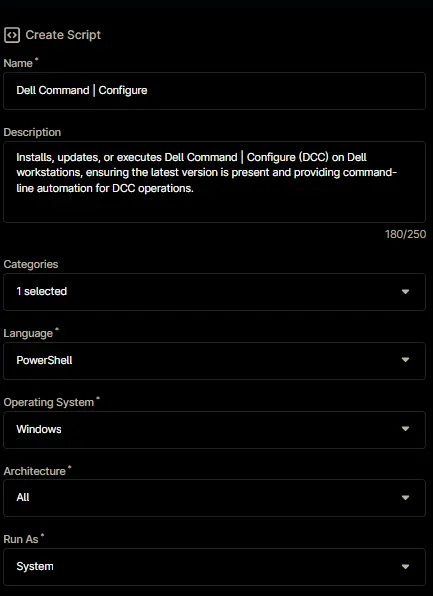 Create Script
Name *
Dell Command | Configure
Description
Installs, updates, or executes Dell Command | Configure (DCC) on Dell
workstations, ensuring the latest version is present and providing command-
line automation for DCC operations.
180/250
Categories
1 selected
Language *
PowerShell
Operating System *
Windows
Architecture *
All
Run As *
System